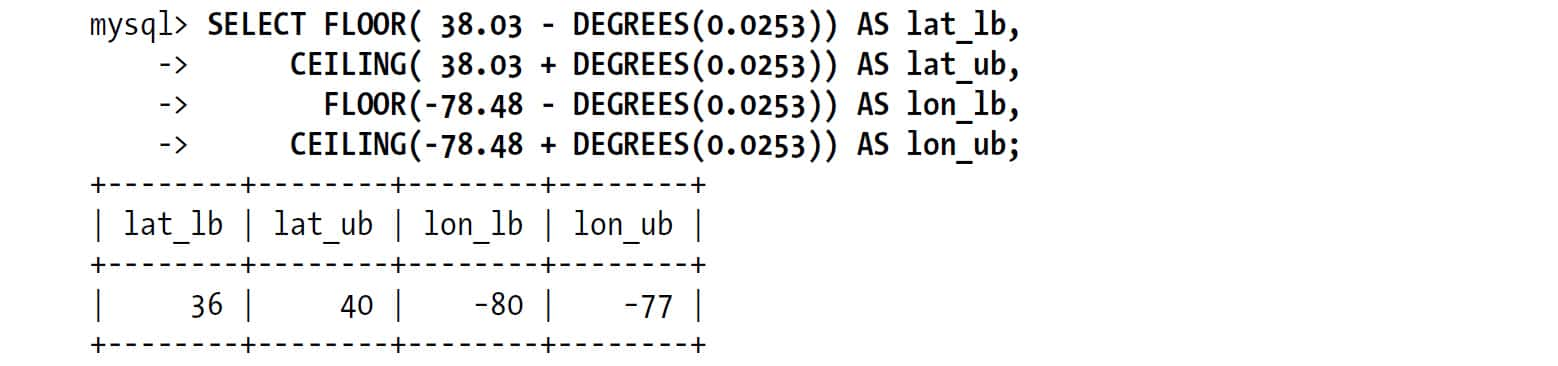 mysql> SELECT FLOOR( 38.03 - DEGREES(0.0253)) AS lat_lb,
    ->      CEILING( 38.03 + DEGREES(0.0253)) AS lat_ub,
    ->        FLOOR(-78.48 - DEGREES(0.0253)) AS lon_lb,
    ->      CEILING(-78.48 + DEGREES(0.0253)) AS lon_ub;
+--------+--------+--------+--------+
| lat_lb | lat_ub | lon_lb | lon_ub |
+--------+--------+--------+--------+
|     36 |     40 |    -80 |    -77 |
+--------+--------+--------+--------+